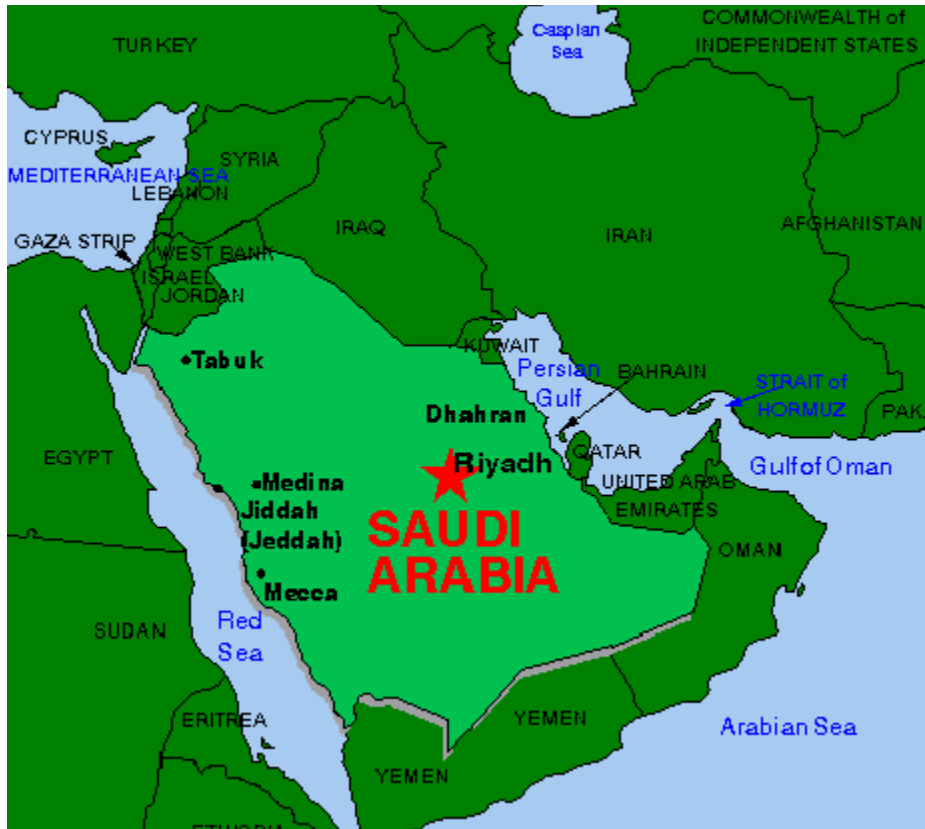 Caspian
Sea
COMMONWEALTH of
INDEPENDENT STATES
TURKEY
CYPRUS
MEDITERRANEAN SEA
SYRIA
LEBANON
GAZA STRIP
WEST BANK
ISRAEL
JORDAN
IRAQ
IRAN
AFGHANISTAN
KUWAIT
Tabuk
Persian
Gulf
BAHRAIN
STRAIT of
HORMUZ
PAK.
Dhahran
EGYPT
Riyadh
QATAR
Gulf of Oman
UNITED ARAB
EMIRATES
Medina
Jiddah
(Jeddah)
SAUDI
ARABIA
OMAN
Mecca
Red
Sea
SUDAN
ERITREA
YEMEN
Arabian Sea
YEMEN
ETHIOPIA